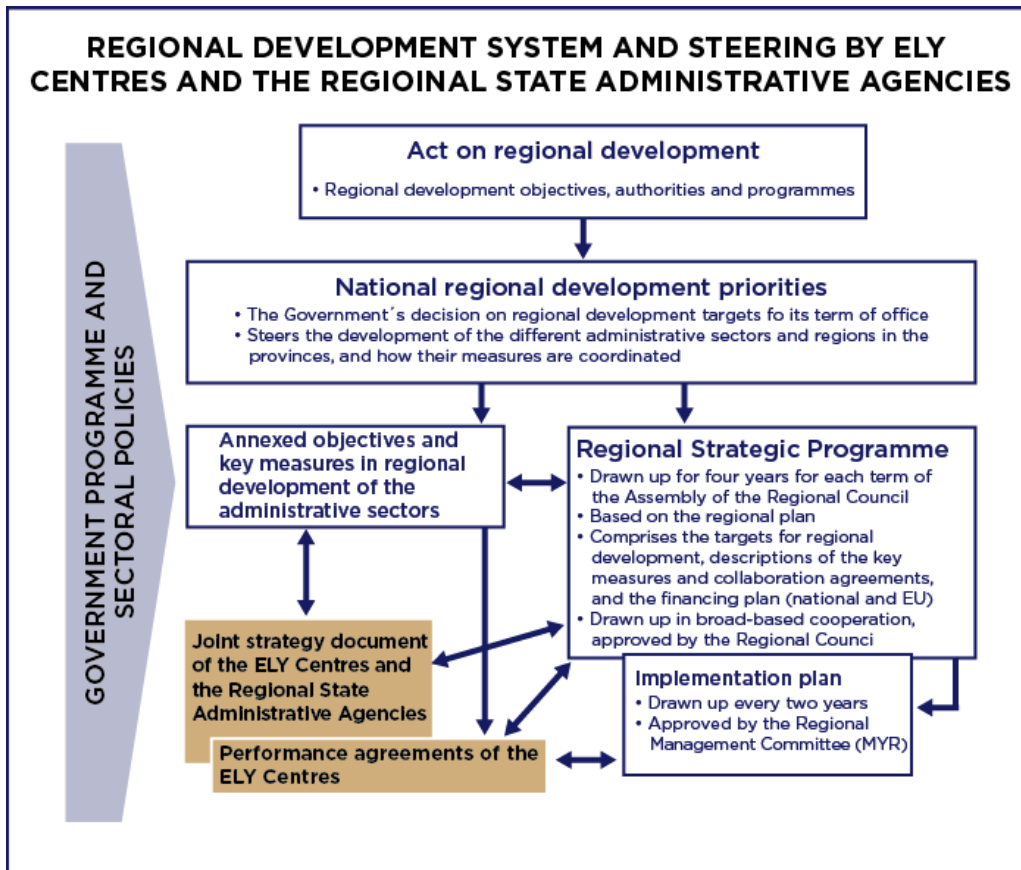 REGIONAL DEVELOPMENT SYSTEM AND STEERING BY ELY
CENTRES AND THE REGIOINAL STATE ADMINISTRATIVE AGENCIES
GOVERNMENT PROGRAMME AND
SECTORAL POLICIES
Act on regional development
• Regional development objectives, authorities and programmes
National regional development priorities
• The Government´s decision on regional development targets fo its term of office
• Steers the development of the different administrative sectors and regions in the
provinces, and how their measures are coordinated
Annexed objectives and
key measures in regional
development of the
administrative sectors
Regional Strategic Programme
• Drawn up for four years for each term of
the Assembly of the Regional Council
• Based on the regional plan
• Comprises the targets for regional
development, descriptions of the key
measures and collaboration agreements,
and the financing plan (national and EU)
• Drawn up in broad-based cooperation,
approved by the Regional Counci
Joint strategy document
of the ELY Centres and
the Regional State
Administrative Agencies
Performance agreements of the
ELY Centres
Implementation plan
• Drawn up every two years
• Approved by the Regional
Management Committee (MYR)